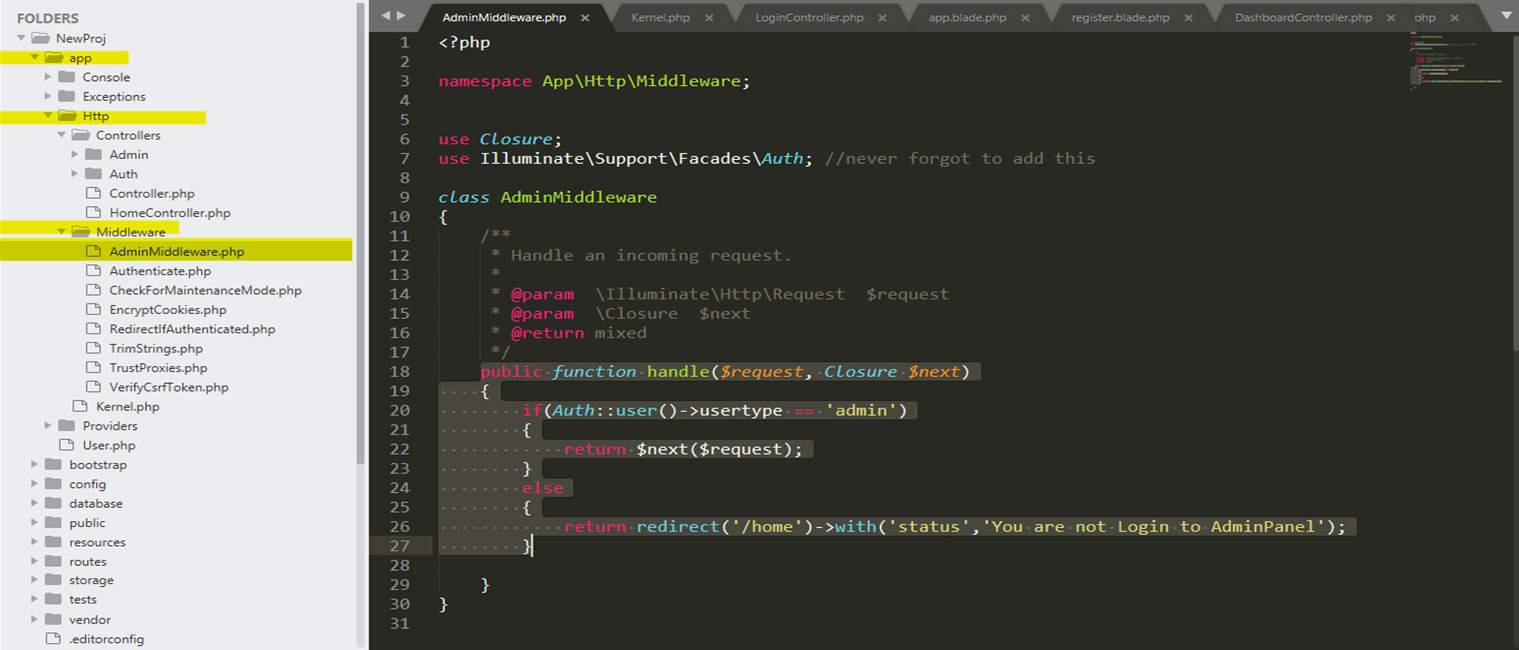 FOLDERS
NewProj
app
Console
Exceptions
Http
Controllers
Admin
Auth
Controller.php
HomeController.php
Middleware
AdminMiddleware.php
Authenticate.php
CheckForMaintenanceMode.php
EncryptCookies.php
RedirectIfAuthenticated.php
TrimStrings.php
TrustProxies.php
VerifyCsrfToken.php
Kernel.php
Providers
User.php
bootstrap
config
database
public
resources
routes
storage
tests
vendor
.editorconfig
AdminMiddleware.php × Kernel.php × LoginController.php × app.blade.php × register.blade.php × DashboardController.php × php ×
1 <?php
2
3 namespace App\Http\Middleware;
4
5
6 use Closure;
7 use Illuminate\Support\Facades\Auth; //never forgot to add this
8
9 class AdminMiddleware
10 {
11     /**
12      * Handle an incoming request.
13      *
14      * @param  \Illuminate\Http\Request  $request
15      * @param  \Closure  $next
16      * @return mixed
17      */
18     public function handle($request, Closure $next)
19     {
20         if(Auth::user()->usertype == 'admin')
21         {
22             return $next($request);
23         }
24         else
25         {
26             return redirect('/home')->with('status','You are not Login to AdminPanel');
27         }
28
29     }
30 }
31